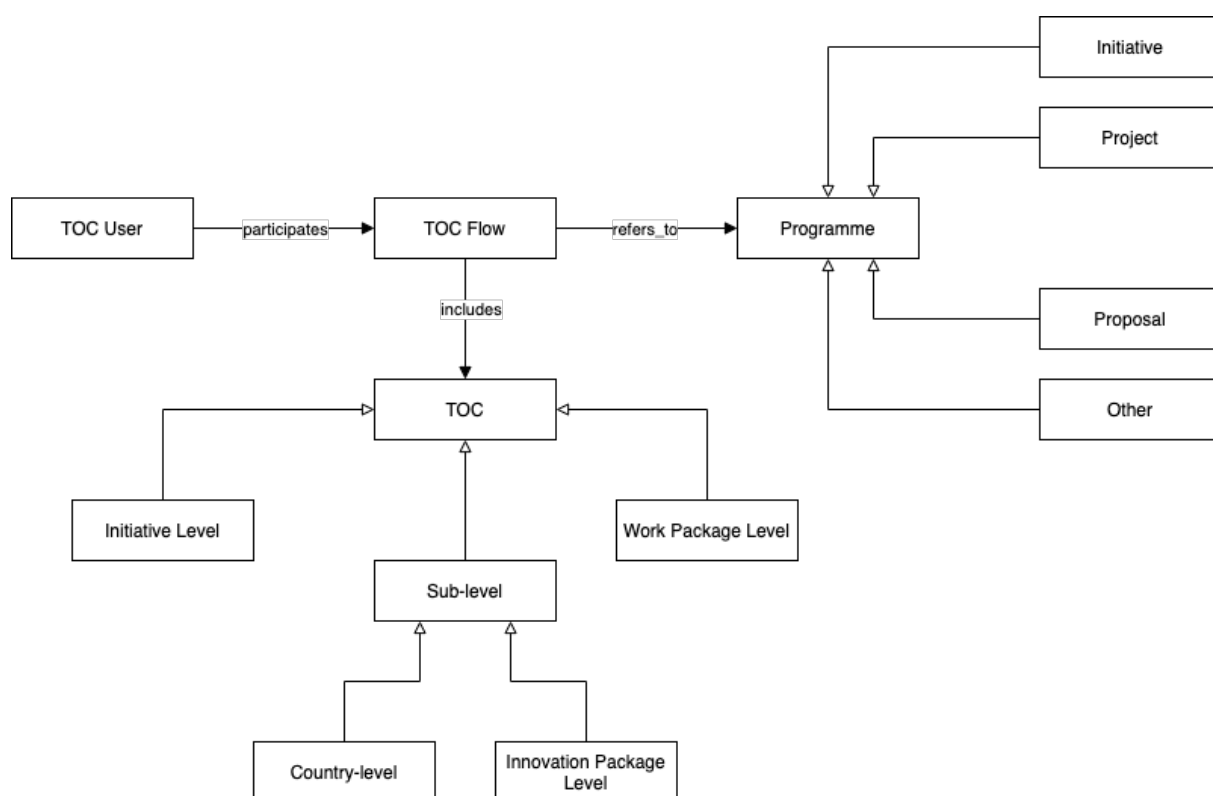 Initiative
Project
TOC User
participates
TOC Flow
refers_to
Programme
includes
Proposal
TOC
Other
Initiative Level
Work Package Level
Sub-level
Country-level
Innovation Package
Level